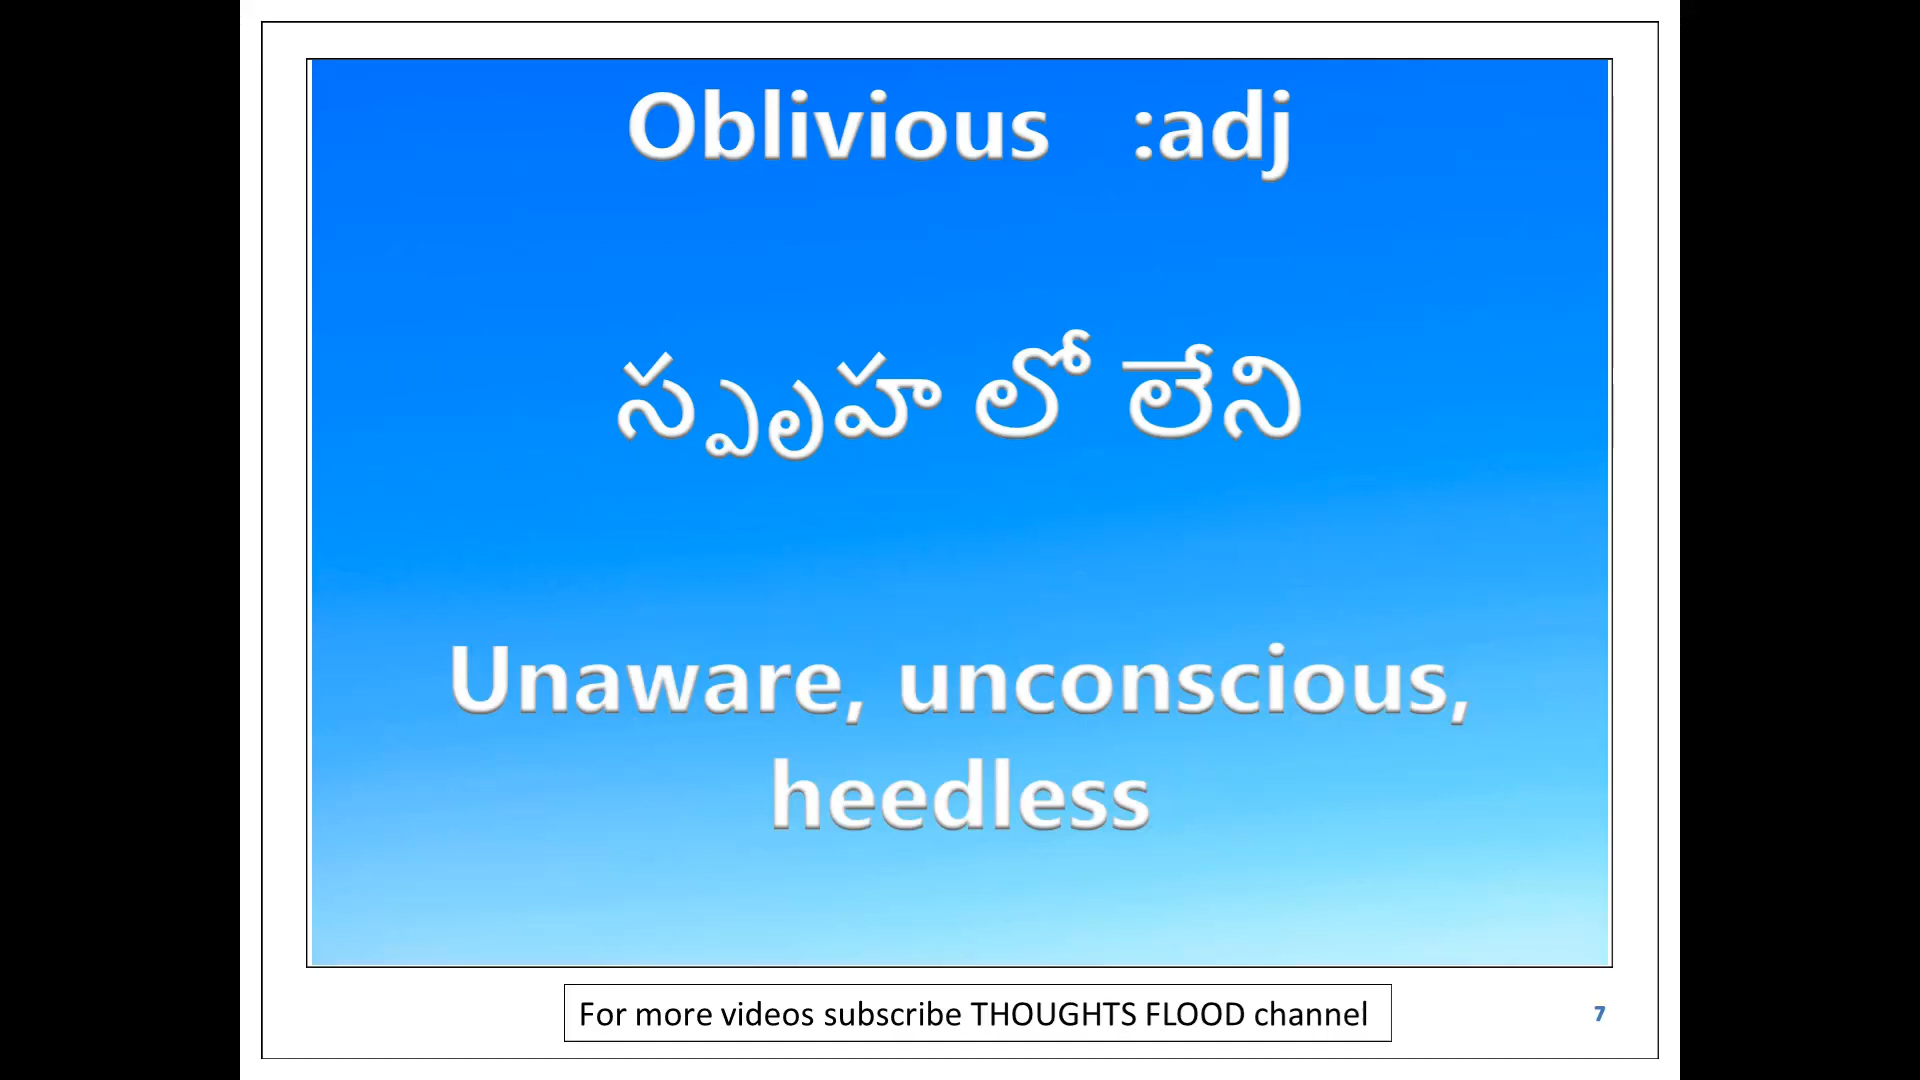 Oblivious :adj
స్పృహ లో లేని
Unaware, unconscious,
heedless
For more videos subscribe THOUGHTS FLOOD channel
7